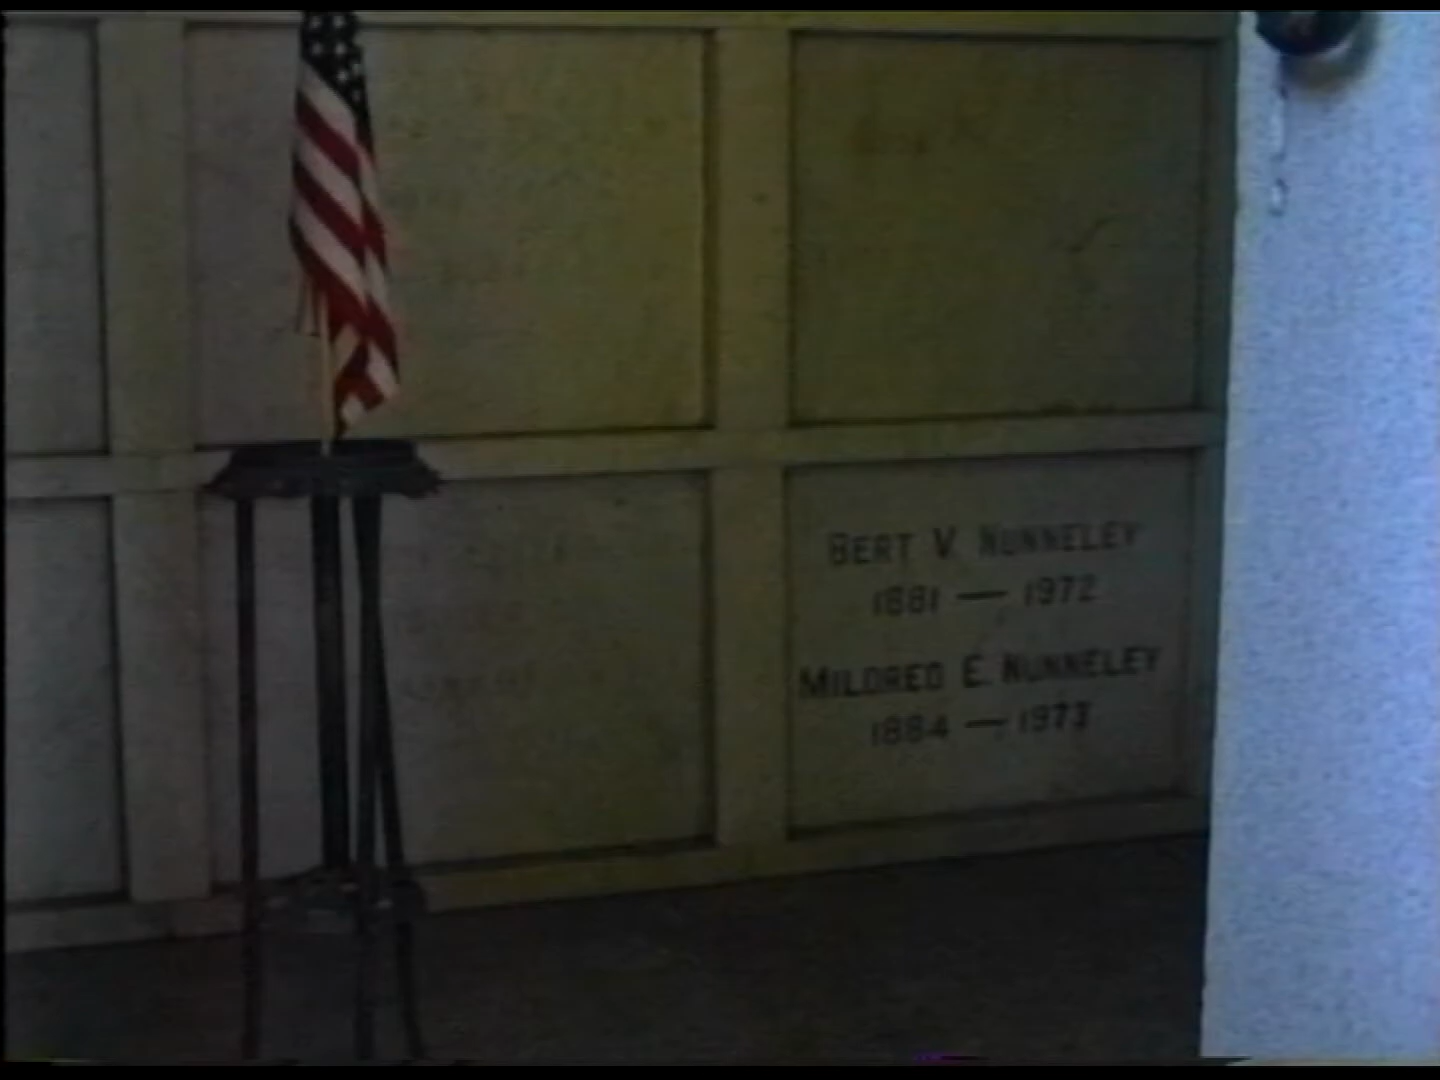 BERT V. NUNNELEY
1881 — 1972
MILDRED E. NUNNELEY
1884 — 1973